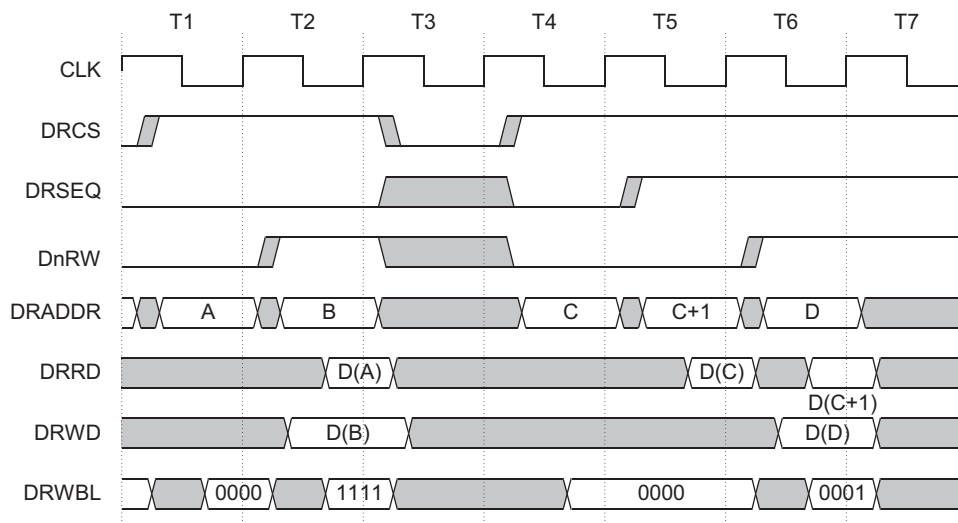 T1 T2 T3 T4 T5 T6 T7
CLK
DRCS
DRSEQ
DnRW
DRADDR A B C C+1 D
DRRD D(A) D(C)
D(C+1)
DRWD D(B) D(D)
DRWBL 0000 1111 0000 0001